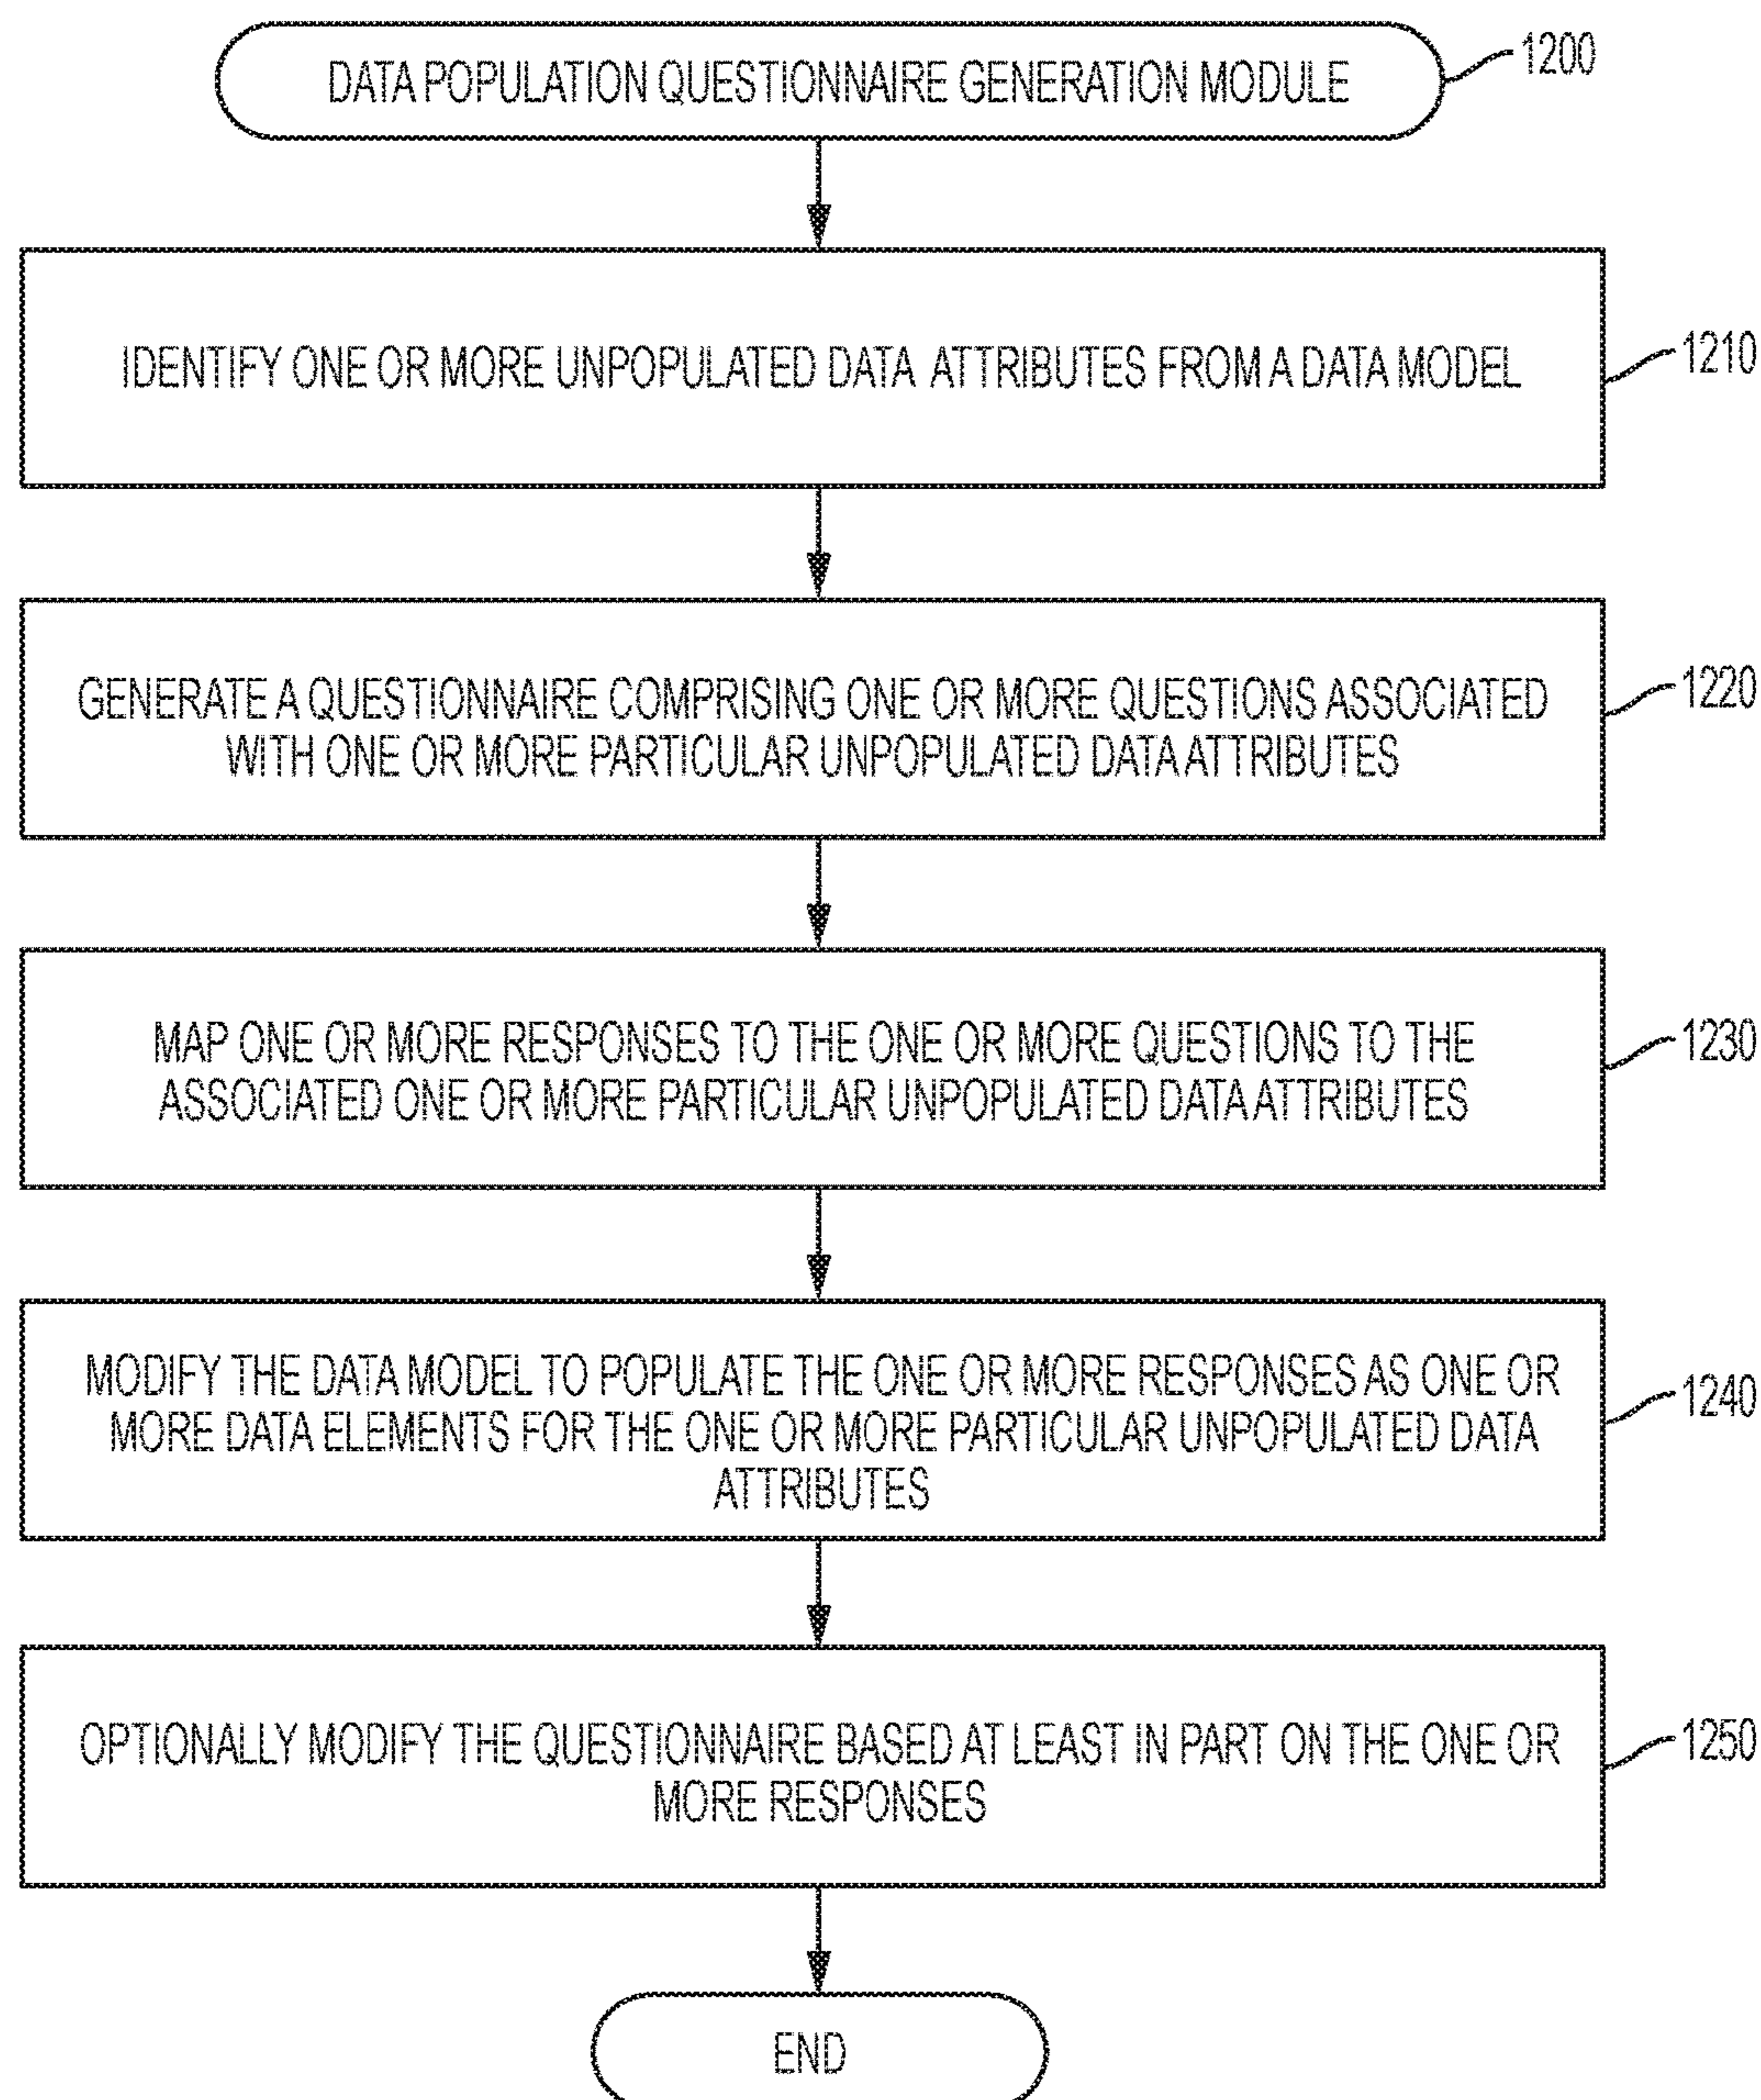 DATA POPULATION QUESTIONNAIRE GENERATION MODULE
1200
IDENTIFY ONE OR MORE UNPOPULATED DATA ATTRIBUTES FROM A DATA MODEL
1210
GENERATE A QUESTIONNAIRE COMPRISING ONE OR MORE QUESTIONS ASSOCIATED
WITH ONE OR MORE PARTICULAR UNPOPULATED DATA ATTRIBUTES
1220
MAP ONE OR MORE RESPONSES TO THE ONE OR MORE QUESTIONS TO THE
ASSOCIATED ONE OR MORE PARTICULAR UNPOPULATED DATA ATTRIBUTES
1230
MODIFY THE DATA MODEL TO POPULATE THE ONE OR MORE RESPONSES AS ONE OR
MORE DATA ELEMENTS FOR THE ONE OR MORE PARTICULAR UNPOPULATED DATA
ATTRIBUTES
1240
OPTIONALLY MODIFY THE QUESTIONNAIRE BASED AT LEAST IN PART ON THE ONE OR
MORE RESPONSES
1250
END